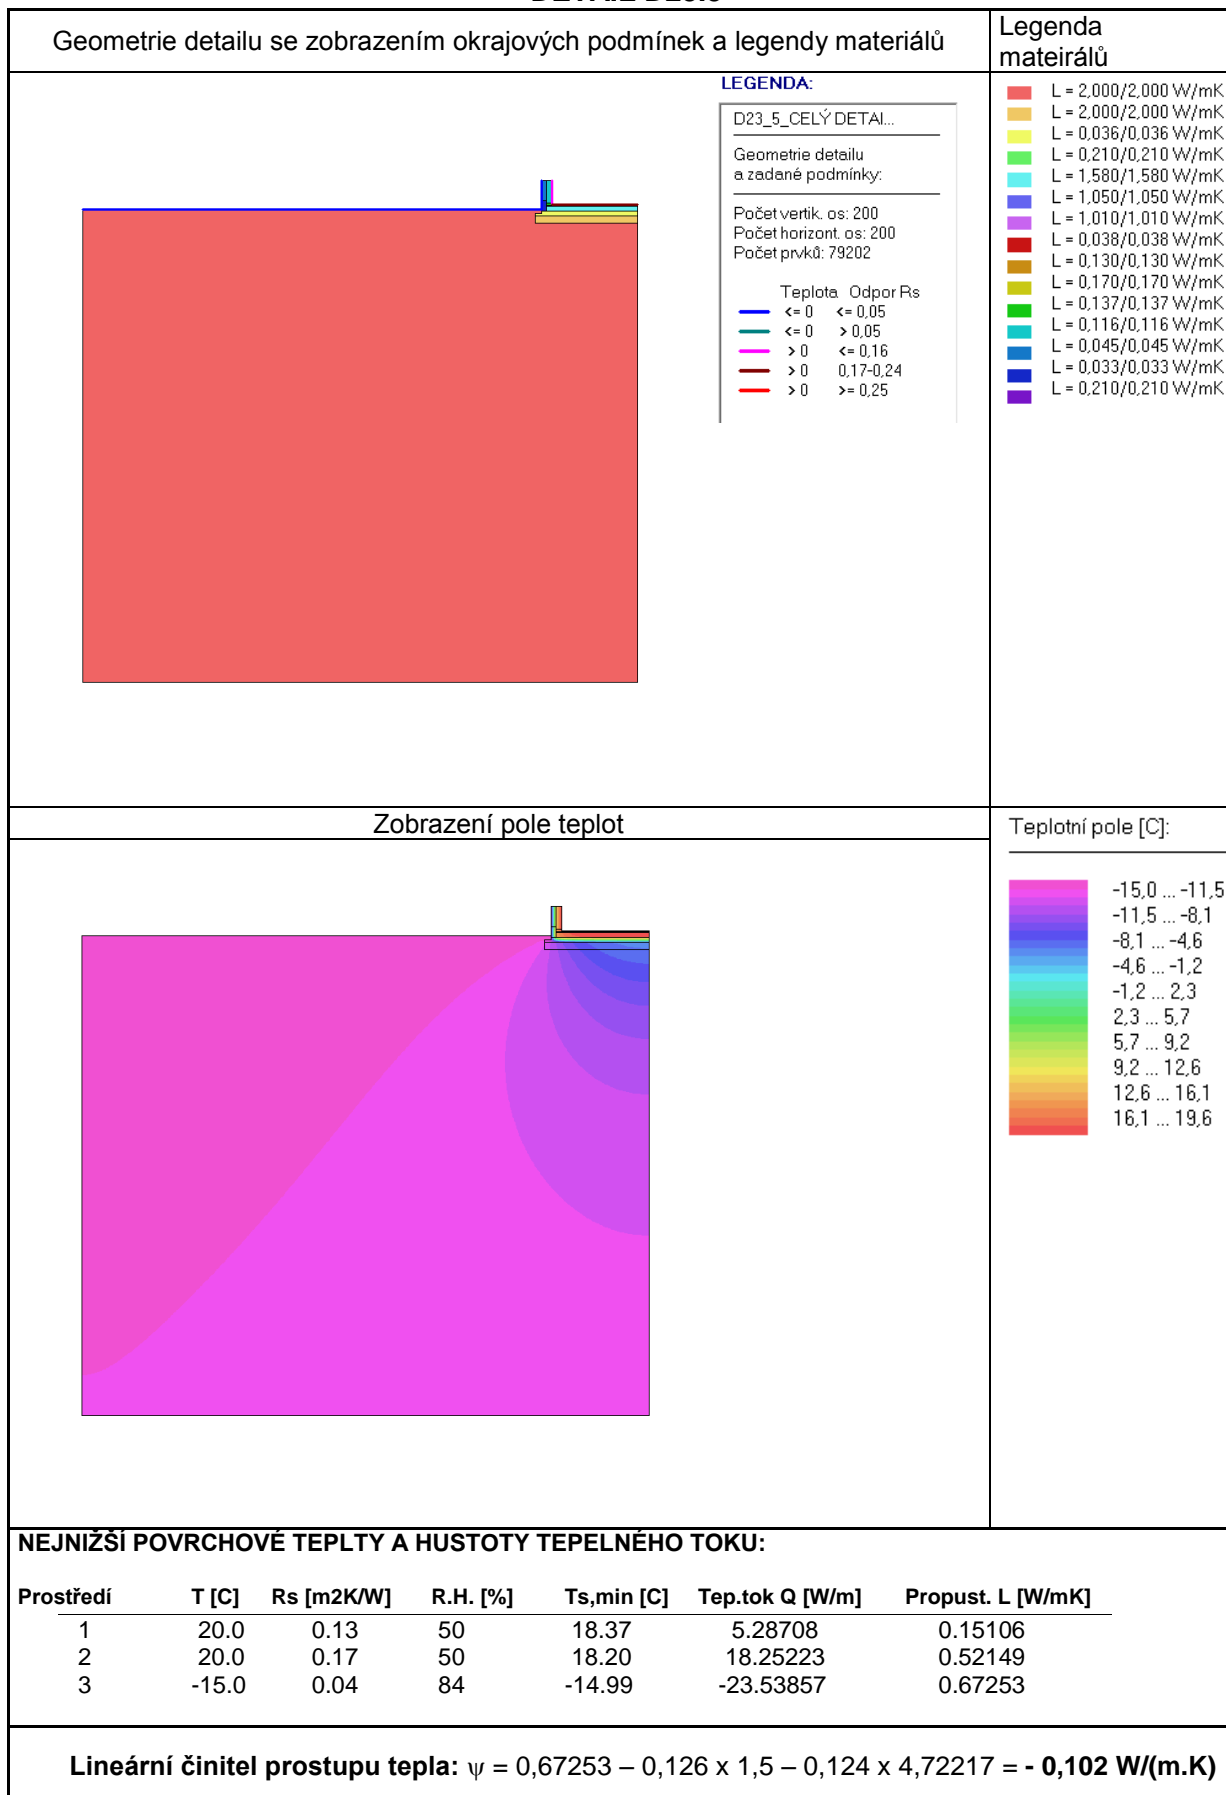 Geometrie detailu se zobrazením okrajových podmínek a legendy materiálů
Legenda
mateirálů
LEGENDA:
D23_5_CELÝ DETAI...
Geometrie detailu
a zadané podmínky:
Počet vertik. os: 200
Počet horizont. os: 200
Počet prvků: 79202
Teplota Odpor Rs
<= 0 <= 0,05
<= 0 > 0,05
> 0 <= 0,16
> 0 0,17-0,24
> 0 >= 0,25
L = 2,000/2,000 W/mK
L = 2,000/2,000 W/mK
L = 0,036/0,036 W/mK
L = 0,210/0,210 W/mK
L = 1,580/1,580 W/mK
L = 1,050/1,050 W/mK
L = 1,010/1,010 W/mK
L = 0,038/0,038 W/mK
L = 0,130/0,130 W/mK
L = 0,170/0,170 W/mK
L = 0,137/0,137 W/mK
L = 0,116/0,116 W/mK
L = 0,045/0,045 W/mK
L = 0,033/0,033 W/mK
L = 0,210/0,210 W/mK
Zobrazení pole teplot
Teplotní pole [C]:
-15,0 ... -11,5
-11,5 ... -8,1
-8,1 ... -4,6
-4,6 ... -1,2
-1,2 ... 2,3
2,3 ... 5,7
5,7 ... 9,2
9,2 ... 12,6
12,6 ... 16,1
16,1 ... 19,6
NEJNIŽŠÍ POVRCHOVÉ TEPLTY A HUSTOTY TEPELNÉHO TOKU:
Prostředí T [C] Rs [m2K/W] R.H. [%] Ts,min [C] Tep.tok Q [W/m] Propust. L [W/mK]
1 20.0 0.13 50 18.37 5.28708 0.15106
2 20.0 0.17 50 18.20 18.25223 0.52149
3 -15.0 0.04 84 -14.99 -23.53857 0.67253
Lineární činitel prostupu tepla: ψ = 0,67253 – 0,126 x 1,5 – 0,124 x 4,72217 = - 0,102 W/(m.K)